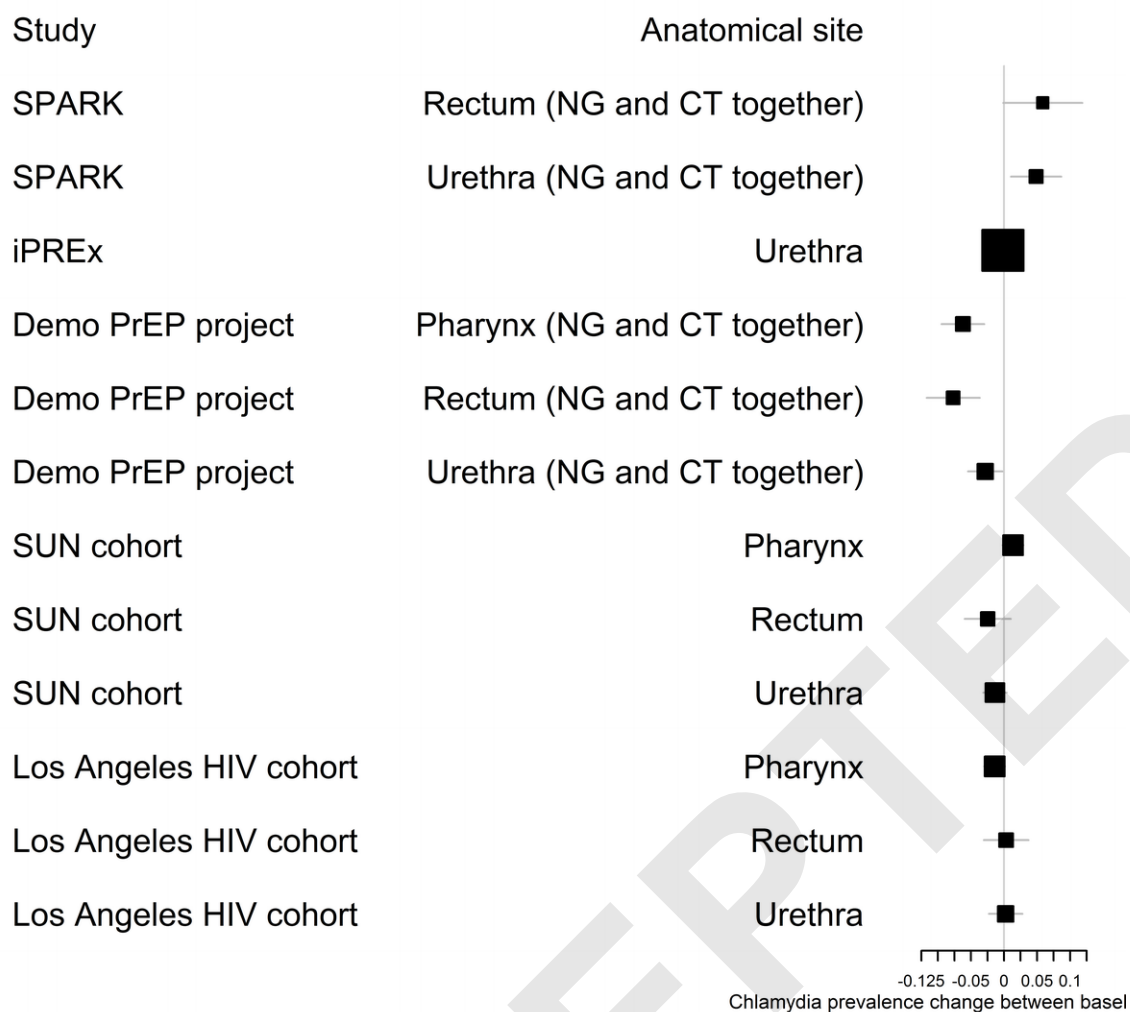 Study Anatomical site
SPARK Rectum (NG and CT together)
SPARK Urethra (NG and CT together)
iPREx Urethra
Demo PrEP project Pharynx (NG and CT together)
Demo PrEP project Rectum (NG and CT together)
Demo PrEP project Urethra (NG and CT together)
SUN cohort Pharynx
SUN cohort Rectum
SUN cohort Urethra
Los Angeles HIV cohort Pharynx
Los Angeles HIV cohort Rectum
Los Angeles HIV cohort Urethra
-0.125 -0.05 0 0.05 0.1
Chlamydia prevalence change between basel
EPTED